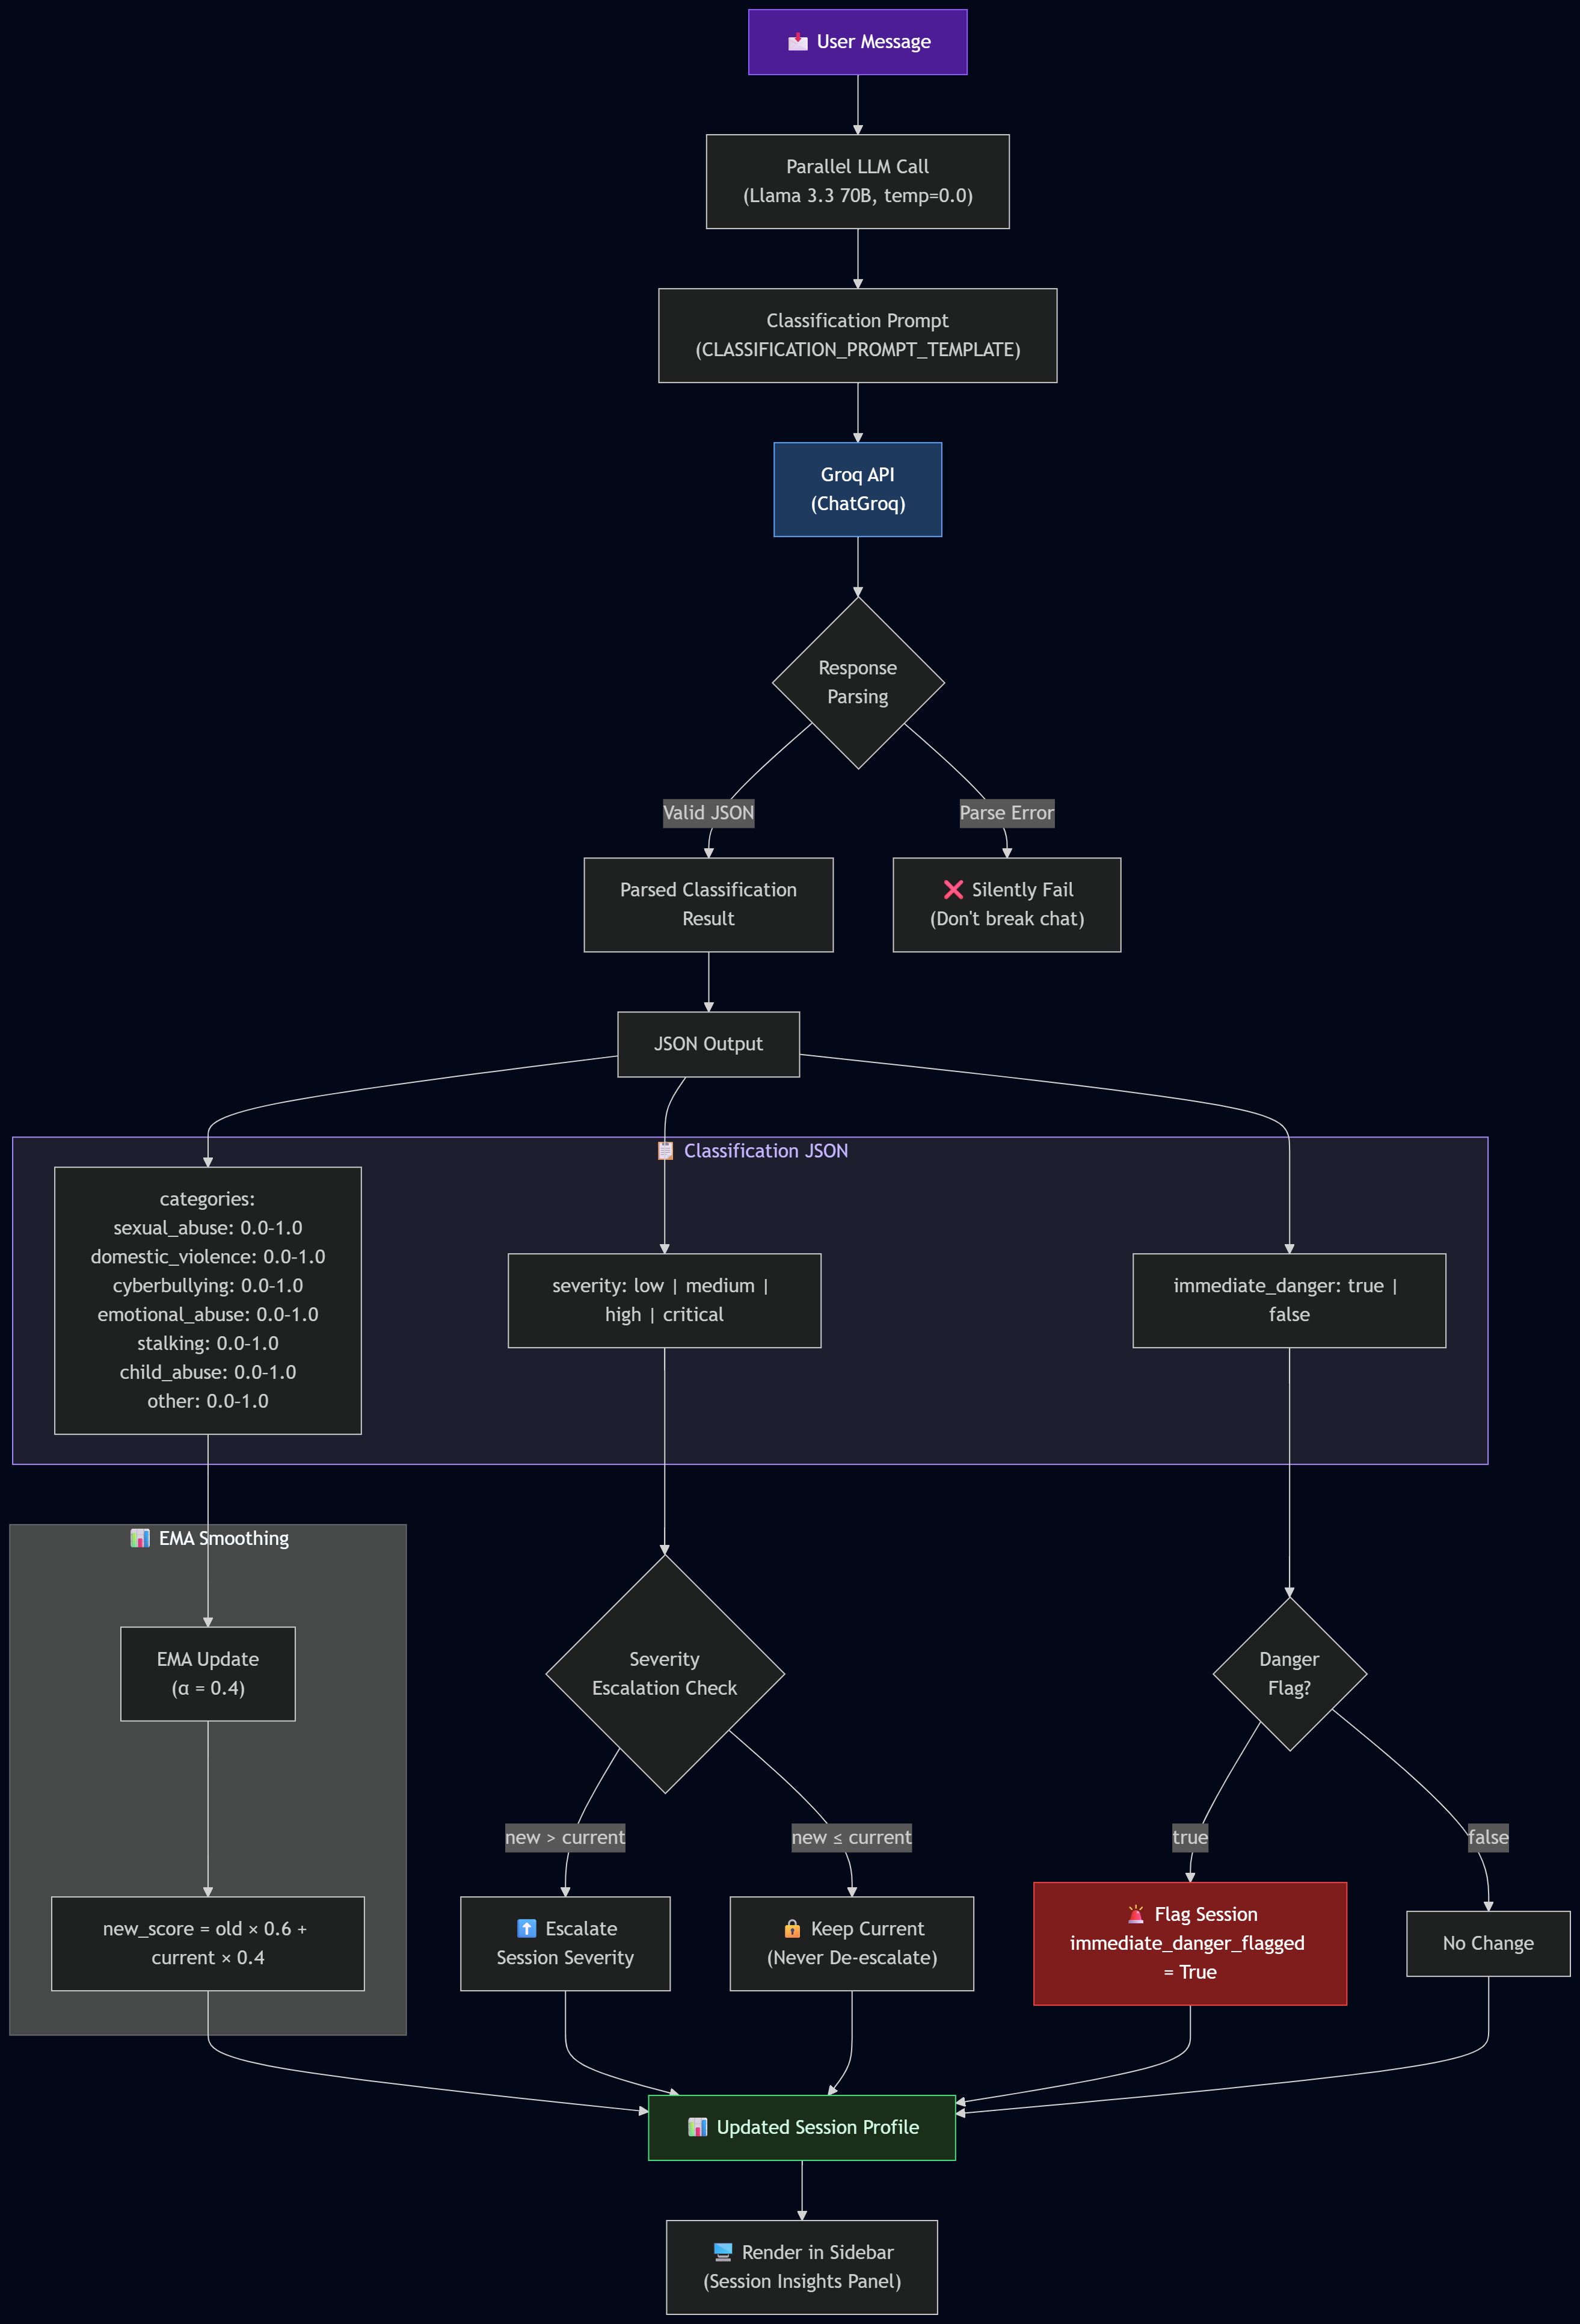 📩 User Message
Parallel LLM Call
(Llama 3.3 70B, temp=0.0)
Classification Prompt
(CLASSIFICATION_PROMPT_TEMPLATE)
Groq API
(ChatGroq)
Response
Parsing
Valid JSON
Parse Error
Parsed Classification
Result
❌ Silently Fail
(Don't break chat)
JSON Output
📋 Classification JSON
categories:
sexual_abuse: 0.0–1.0
domestic_violence: 0.0–1.0
cyberbullying: 0.0–1.0
emotional_abuse: 0.0–1.0
stalking: 0.0–1.0
child_abuse: 0.0–1.0
other: 0.0–1.0
severity: low | medium |
high | critical
immediate_danger: true |
false
📊 EMA Smoothing
EMA Update
(α = 0.4)
Severity
Escalation Check
Danger
Flag?
new > current
new ≤ current
true
false
new_score = old × 0.6 +
current × 0.4
⬆️ Escalate
Session Severity
🔒 Keep Current
(Never De-escalate)
🚨 Flag Session
immediate_danger_flagged
= True
No Change
📊 Updated Session Profile
🖥️ Render in Sidebar
(Session Insights Panel)